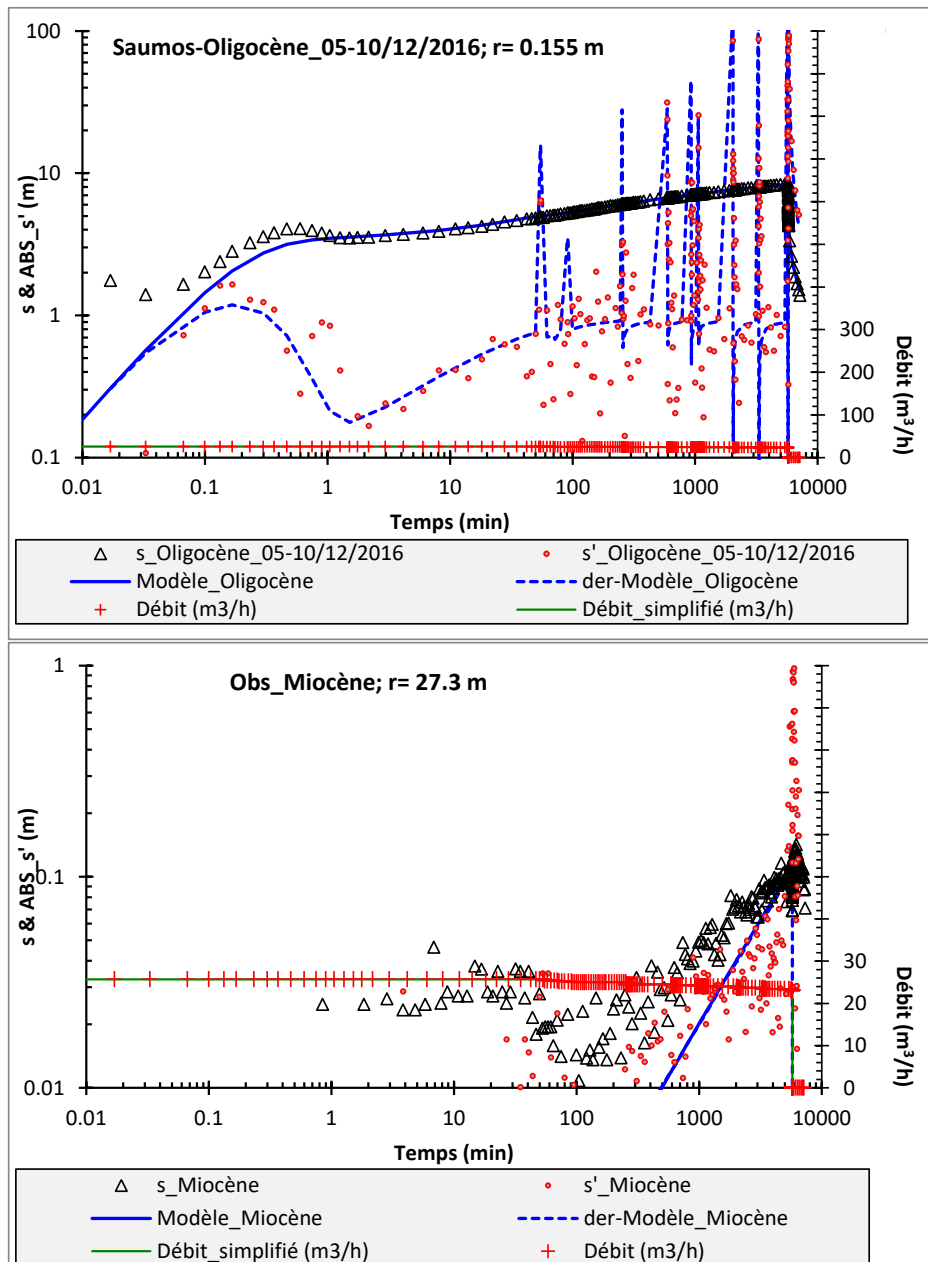 Saumos-Oligocène_05-10/12/2016; r= 0.155 m
s & ABS_s' (m)
100
10
1
0.1
300
200
100
0
Débit (m³/h)
0.01 0.1 1 10 100 1000 10000
Temps (min)
s_Oligocène_05-10/12/2016 s'_Oligocène_05-10/12/2016
Modèle_Oligocène der-Modèle_Oligocène
Débit (m3/h) Débit_simplifié (m3/h)
Obs_Miocène; r= 27.3 m
s & ABS_s' (m)
1
0.1
0.01
30
20
10
0
Débit (m³/h)
0.01 0.1 1 10 100 1000 10000
Temps (min)
s_Miocène s'_Miocène
Modèle_Miocène der-Modèle_Miocène
Débit_simplifié (m3/h) Débit (m3/h)